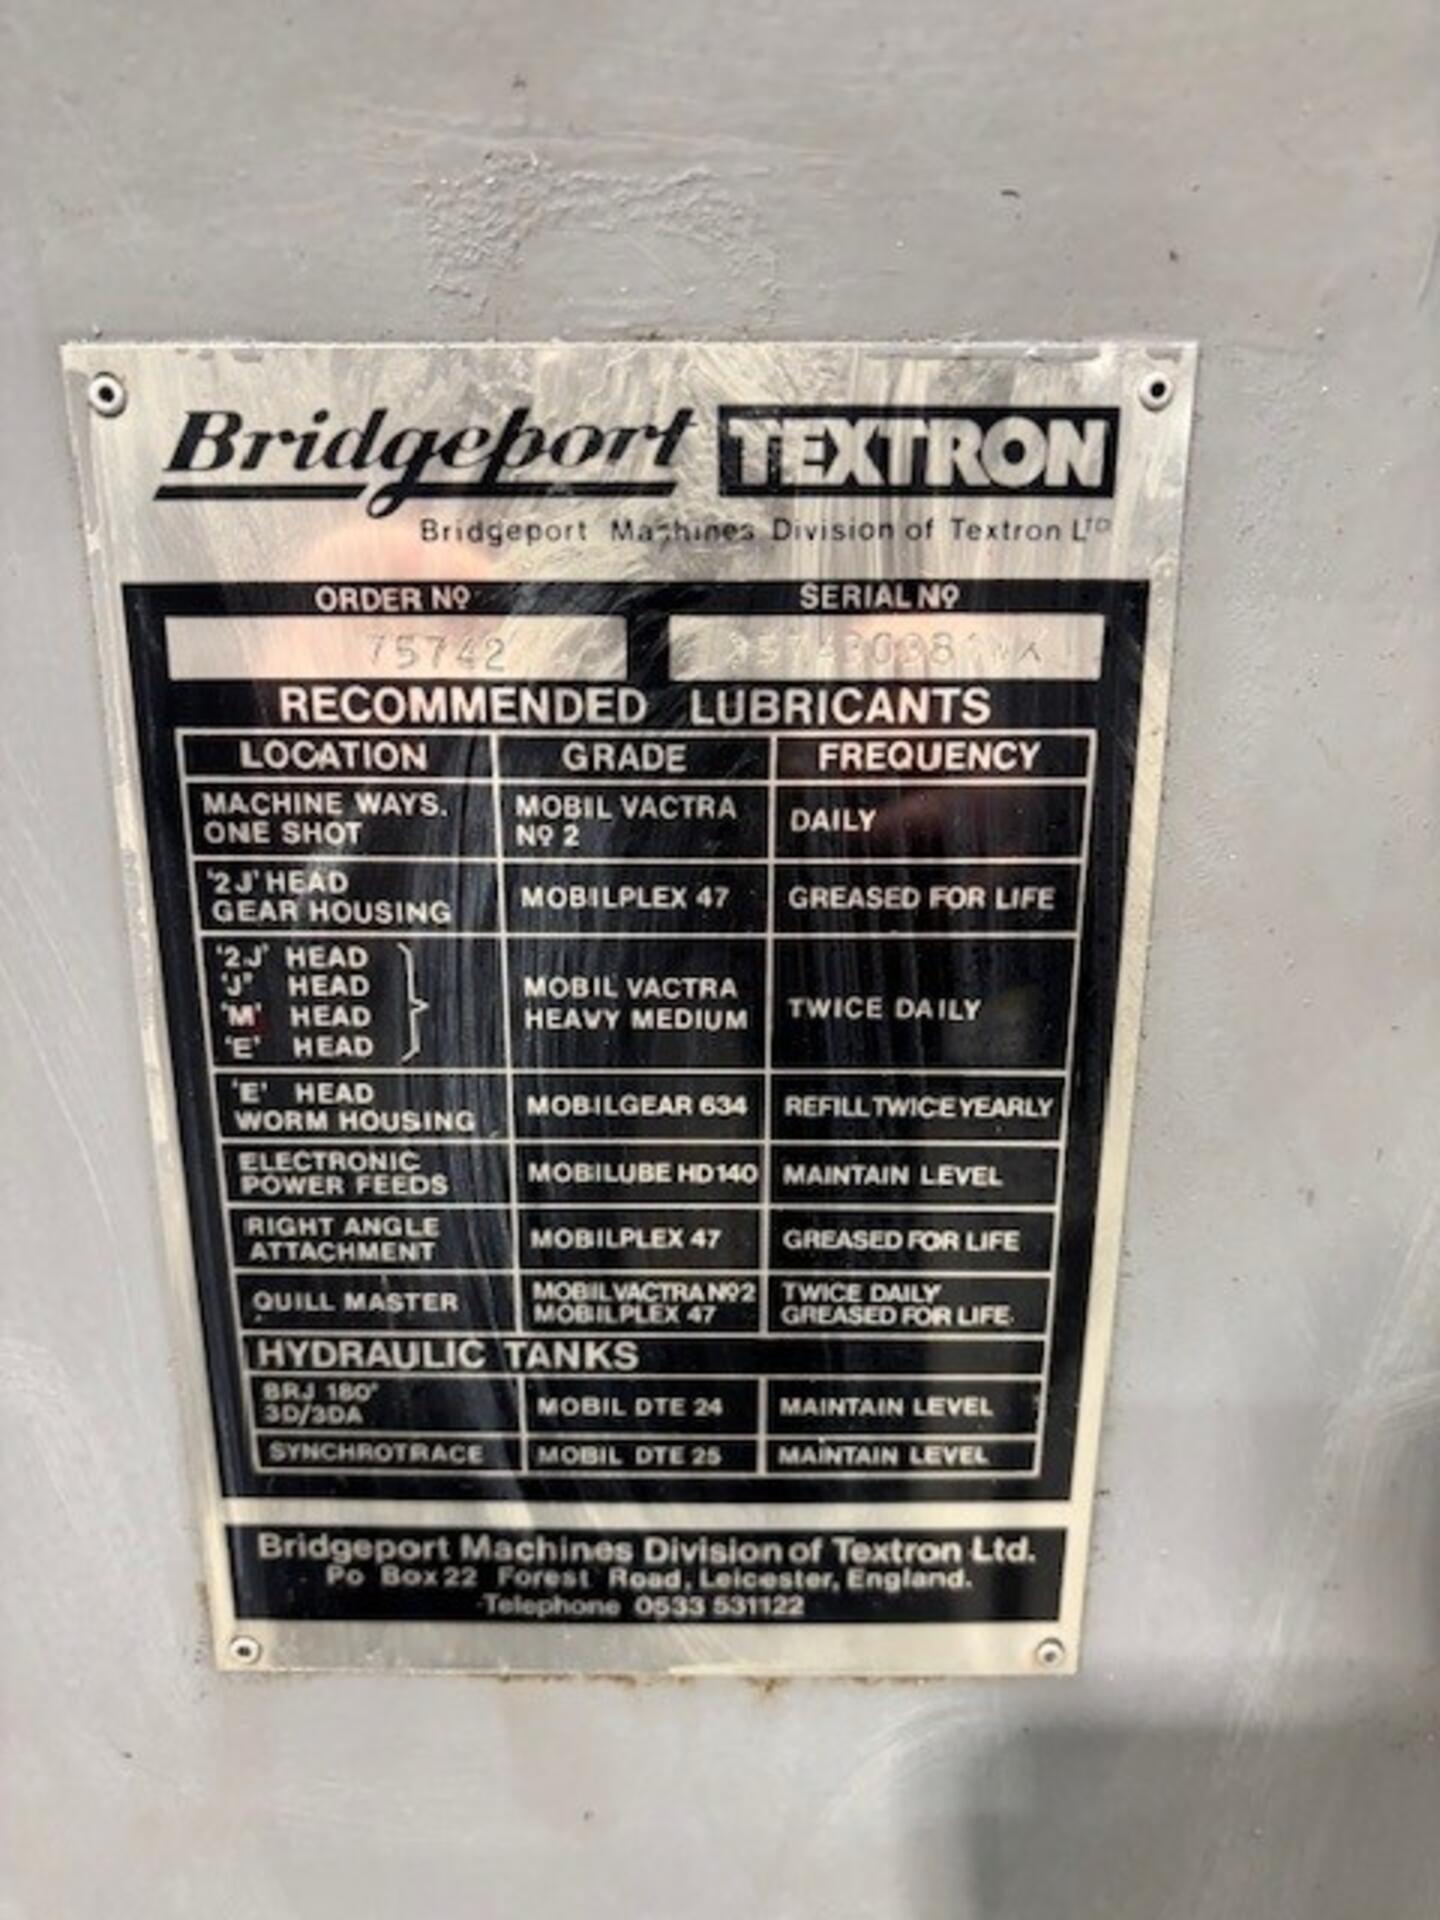 Bridgeport TEXTRON
Bridgeport Machines Division of Textron LTD
ORDER Nº SERIAL Nº
75742
RECOMMENDED LUBRICANTS
LOCATION GRADE FREQUENCY
MACHINE WAYS. ONE SHOT MOBIL VACTRA Nº 2 DAILY
'2J' HEAD GEAR HOUSING MOBILPLEX 47 GREASED FOR LIFE
'2J' HEAD
'J' HEAD
'M' HEAD
'E' HEAD
MOBIL VACTRA
HEAVY MEDIUM
TWICE DAILY
'E' HEAD WORM HOUSING MOBILGEAR 634 REFILL TWICE YEARLY
ELECTRONIC POWER FEEDS MOBILUBE HD 140 MAINTAIN LEVEL
RIGHT ANGLE ATTACHMENT MOBILPLEX 47 GREASED FOR LIFE
QUILL MASTER MOBIL VACTRA Nº 2 MOBILPLEX 47 TWICE DAILY GREASED FOR LIFE.
HYDRAULIC TANKS
BRJ 180° 3D/3DA MOBIL DTE 24 MAINTAIN LEVEL
SYNCHROTRACE MOBIL DTE 25 MAINTAIN LEVEL
Bridgeport Machines Division of Textron Ltd.
Po Box 22 Forest Road, Leicester, England.
Telephone 0533 531122